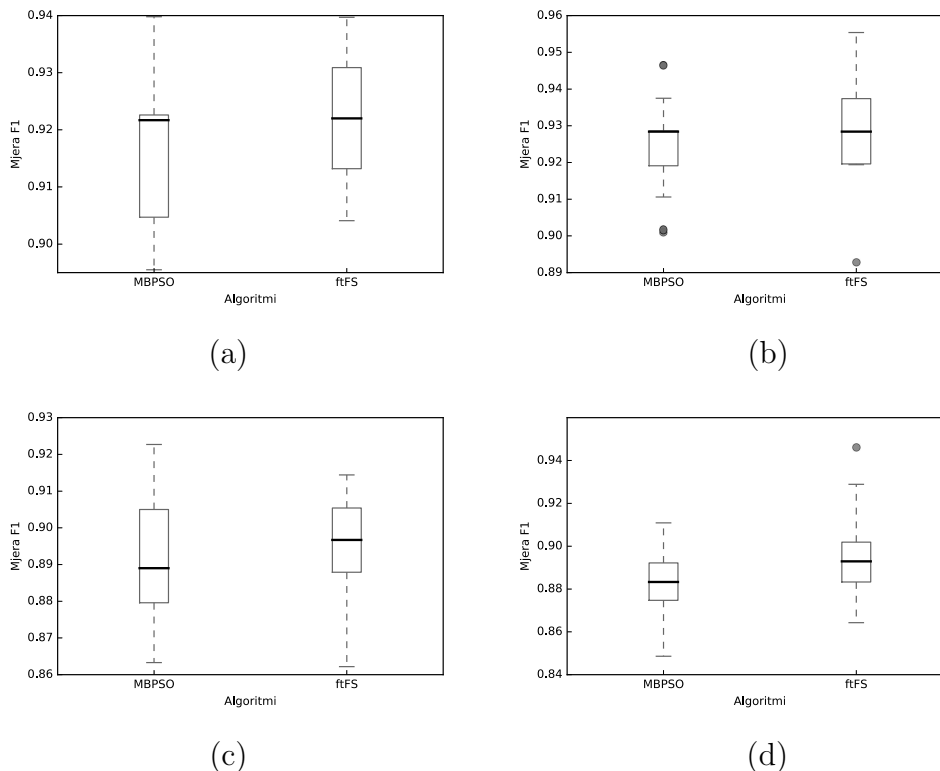 0.94
0.93
0.92
0.91
0.90
Mjera F1
MBPSO
ftFS
Algoritmi
(a)
0.96
0.95
0.94
0.93
0.92
0.91
0.90
0.89
Mjera F1
MBPSO
ftFS
Algoritmi
(b)
0.93
0.92
0.91
0.90
0.89
0.88
0.87
0.86
Mjera F1
MBPSO
ftFS
Algoritmi
(c)
0.94
0.92
0.90
0.88
0.86
0.84
Mjera F1
MBPSO
ftFS
Algoritmi
(d)